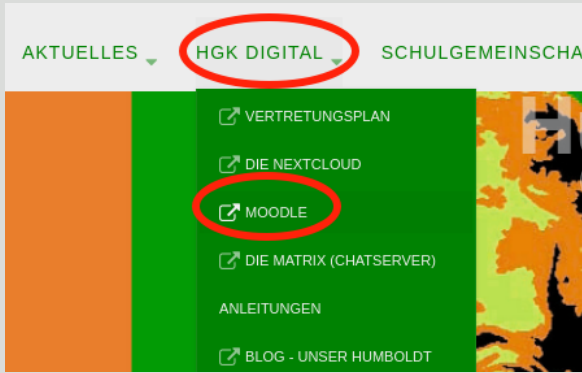 AKTUELLES HGK DIGITAL SCHULGEMEINSCHA
VERTRETUNGSPLAN
DIE NEXTCLOUD
MOODLE
DIE MATRIX (CHATSERVER)
ANLEITUNGEN
BLOG - UNSER HUMBOLDT